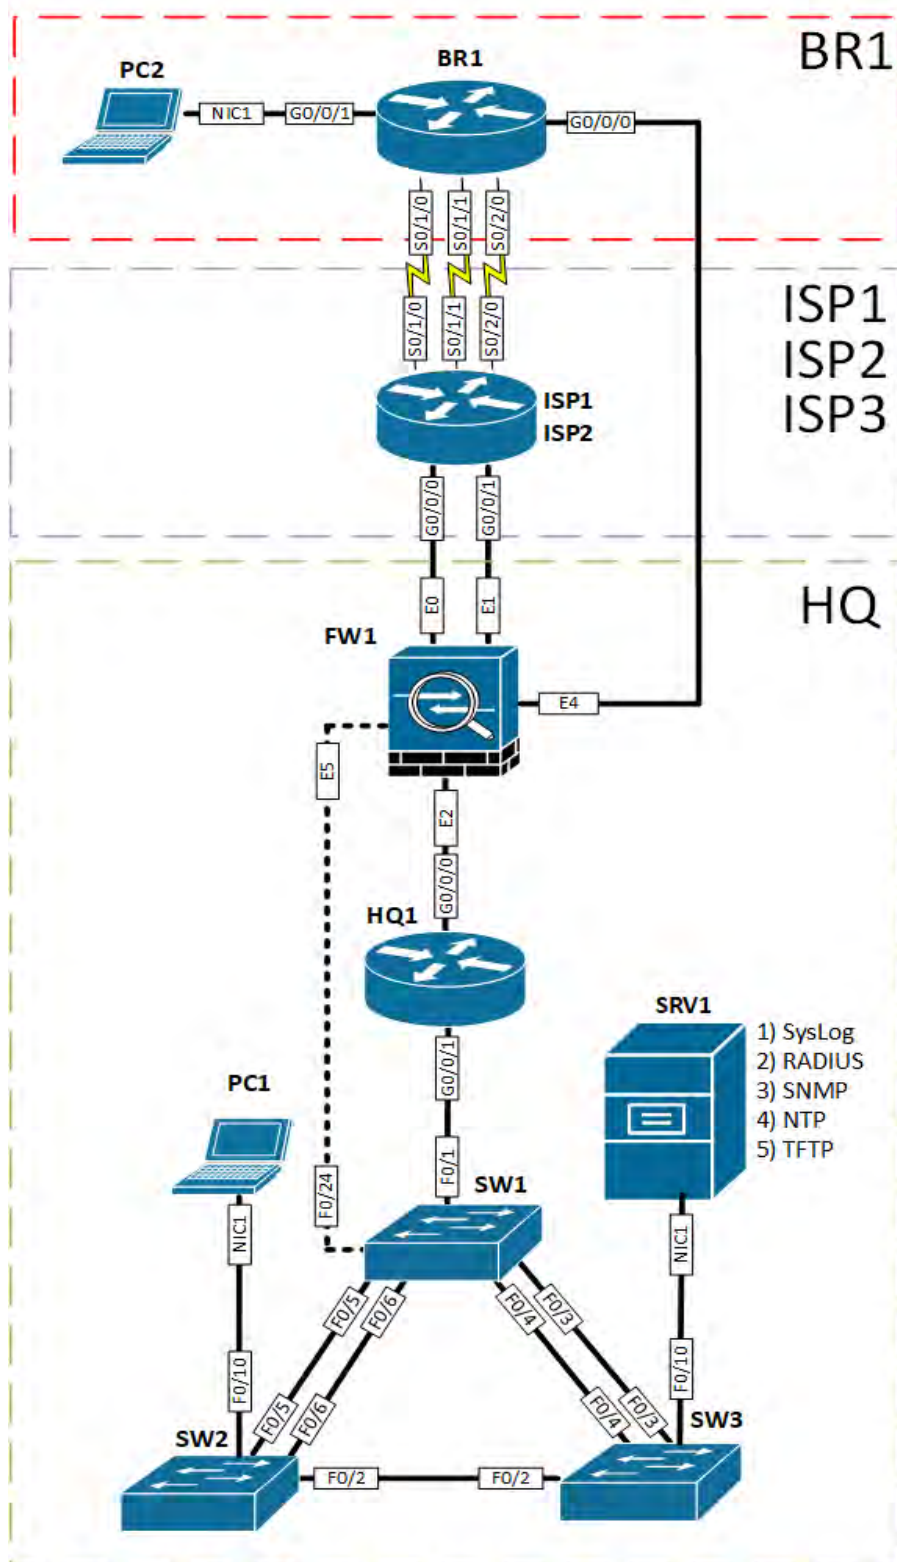 BR1
BR1
PC2
NIC1
G0/0/1
G0/0/0
S0/1/0
S0/1/1
S0/2/0
ISP1
ISP2
ISP3
S0/1/0
S0/1/1
S0/2/0
ISP1
ISP2
G0/0/0
G0/0/1
HQ
E0
E1
FW1
E4
E5
E2
G0/0/0
HQ1
SRV1
1) SysLog
2) RADIUS
3) SNMP
4) NTP
5) TFTP
G0/0/1
PC1
F0/1
F0/24
SW1
NIC1
NIC1
F0/5
F0/6
F0/4
F0/3
F0/10
F0/10
F0/5
F0/6
F0/4
F0/3
SW2
SW3
F0/2
F0/2